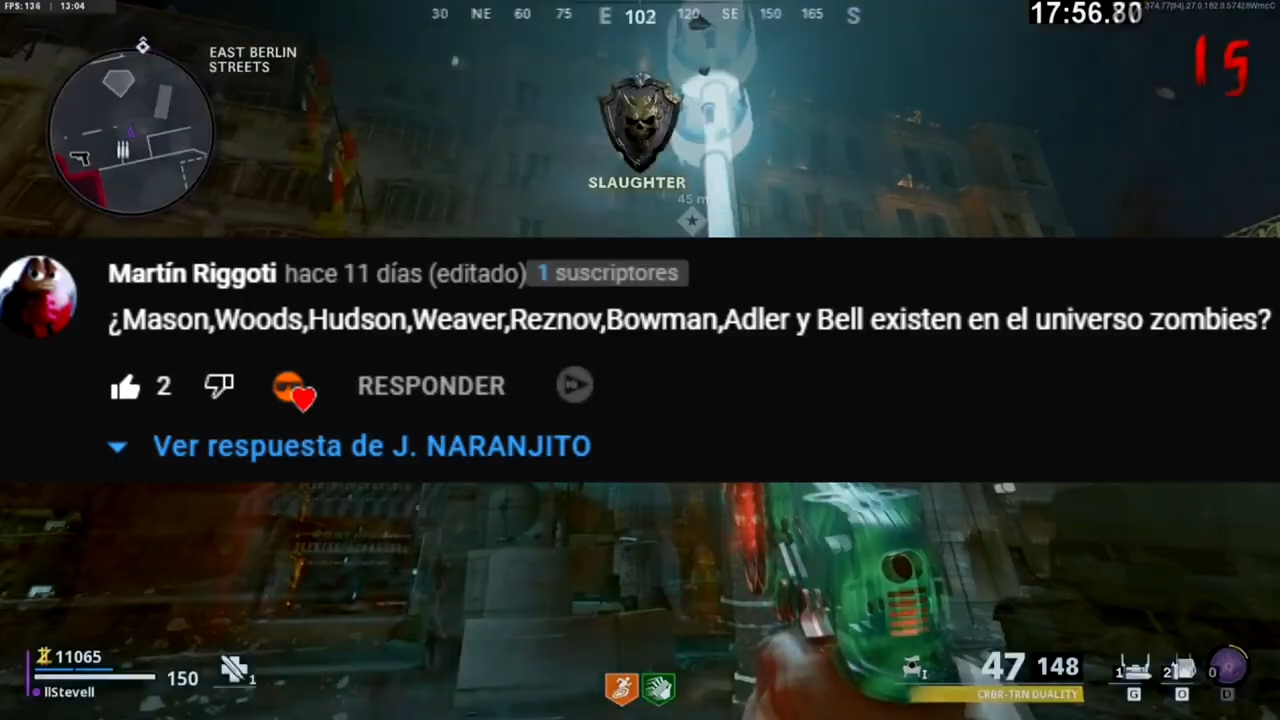 FPS: 136 | 13:04
30 NE 60 75 E 102 120 SE 150 165 S
17:56.80
EAST BERLIN
STREETS
15
SLAUGHTER
45 m
Martín Riggoti hace 11 días (editado) 1 suscriptores
¿Mason,Woods,Hudson,Weaver,Reznov,Bowman,Adler y Bell existen en el universo zombies?
2 RESPONDER
Ver respuesta de J. NARANJITO
11065
150 1
llStevell
47 148
1 2 0
CRBR-TRN DUALITY
G O D